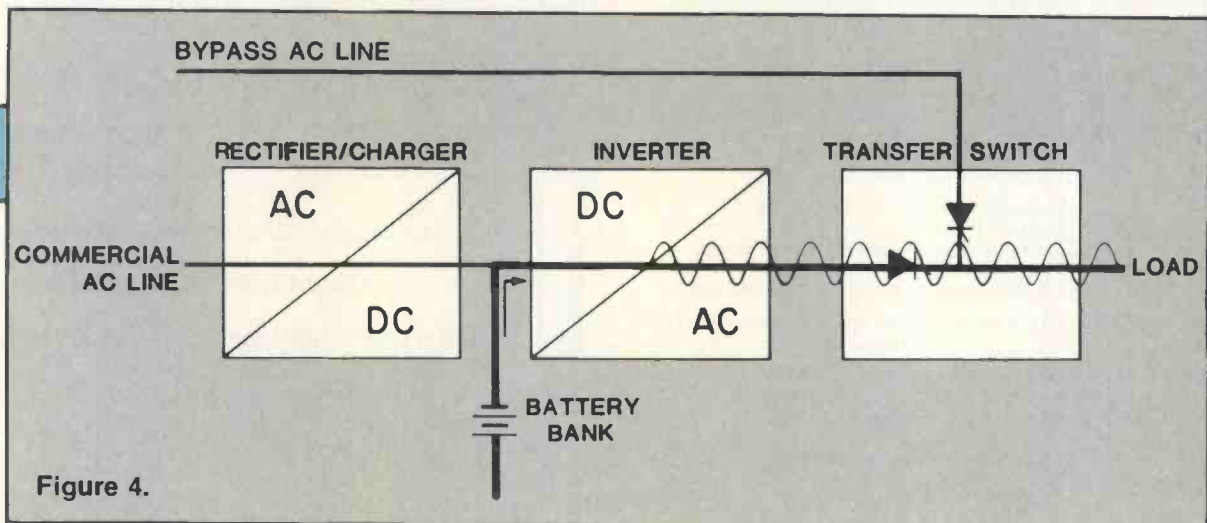 BYPASS AC LINE
RECTIFIER/CHARGER
INVERTER
TRANSFER SWITCH
AC
DC
DC
AC
COMMERCIAL
AC LINE
LOAD
BATTERY
BANK
Figure 4.